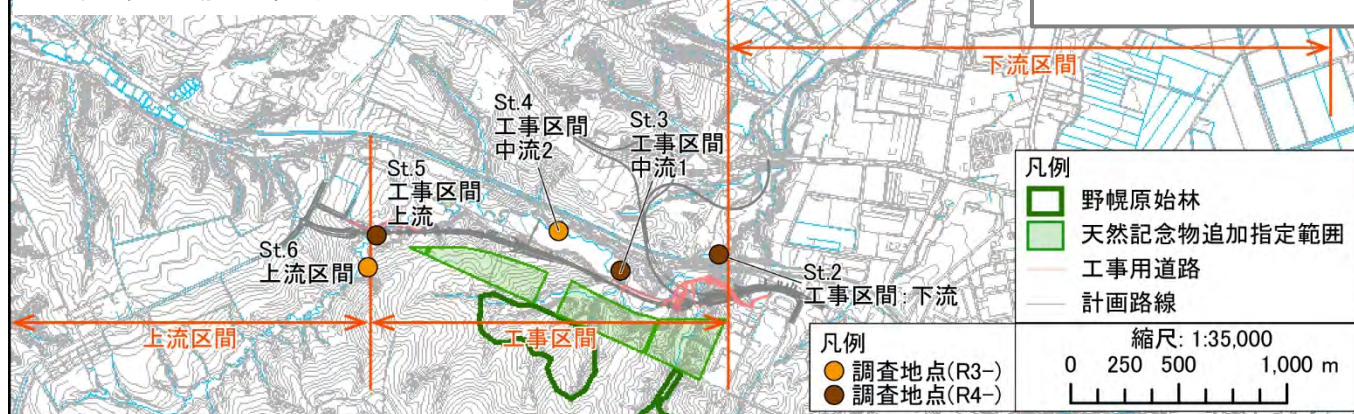 下流区間
St.4
工事区間
中流2
St.3
工事区間
中流1
St.5
工事区間
上流
St.6
上流区間
St.2
工事区間:下流
上流区間
工事区間
凡例
野幌原始林
天然記念物追加指定範囲
工事用道路
計画路線
縮尺: 1:35,000
0 250 500 1,000 m
凡例
調査地点(R3-)
調査地点(R4-)